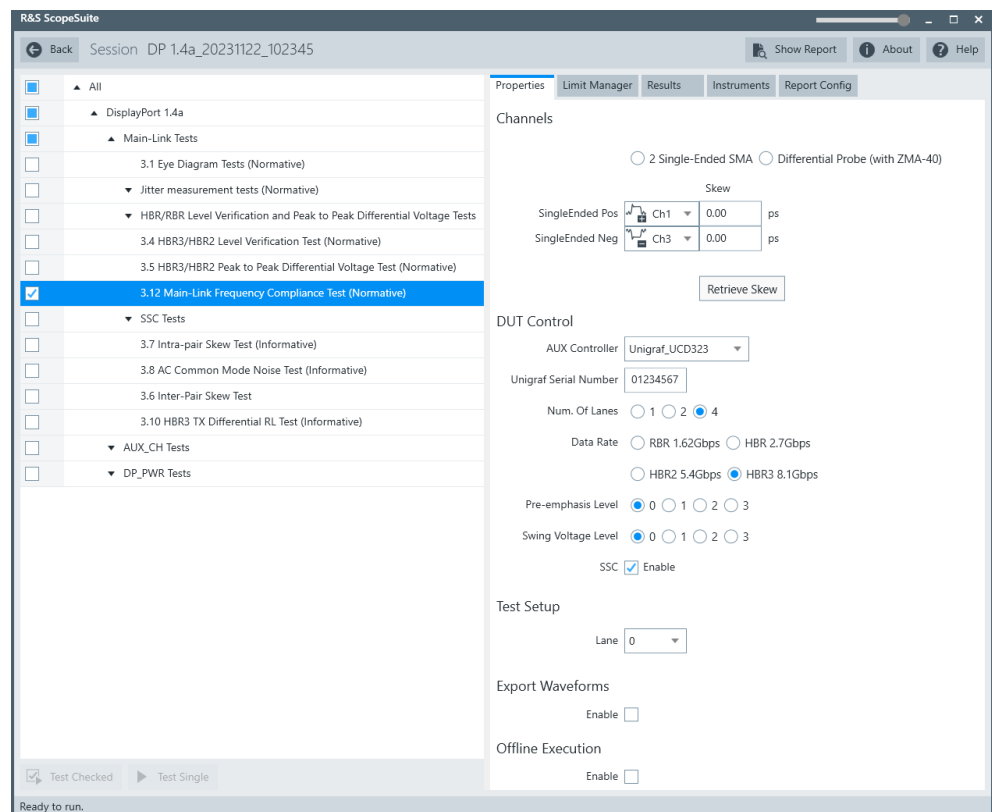 R&S ScopeSuite
Back Session DP 1.4a_20231122_102345 Show Report About Help
All
DisplayPort 1.4a
Main-Link Tests
3.1 Eye Diagram Tests (Normative)
Jitter measurement tests (Normative)
HBR/RBR Level Verification and Peak to Peak Differential Voltage Tests
3.4 HBR3/HBR2 Level Verification Test (Normative)
3.5 HBR3/HBR2 Peak to Peak Differential Voltage Test (Normative)
3.12 Main-Link Frequency Compliance Test (Normative)
SSC Tests
3.7 Intra-pair Skew Test (Informative)
3.8 AC Common Mode Noise Test (Informative)
3.6 Inter-Pair Skew Test
3.10 HBR3 TX Differential RL Test (Informative)
AUX_CH Tests
DP_PWR Tests
Test Checked Test Single
Properties Limit Manager Results Instruments Report Config
Channels
2 Single-Ended SMA Differential Probe (with ZMA-40)
Skew
SingleEnded Pos Ch1 0.00 ps
SingleEnded Neg Ch3 0.00 ps
Retrieve Skew
DUT Control
AUX Controller Unigraf_UCD323
Unigraf Serial Number 01234567
Num. Of Lanes 1 2 4
Data Rate RBR 1.62Gbps HBR 2.7Gbps
HBR2 5.4Gbps HBR3 8.1Gbps
Pre-emphasis Level 0 1 2 3
Swing Voltage Level 0 1 2 3
SSC Enable
Test Setup
Lane 0
Export Waveforms
Enable
Offline Execution
Enable
Ready to run.